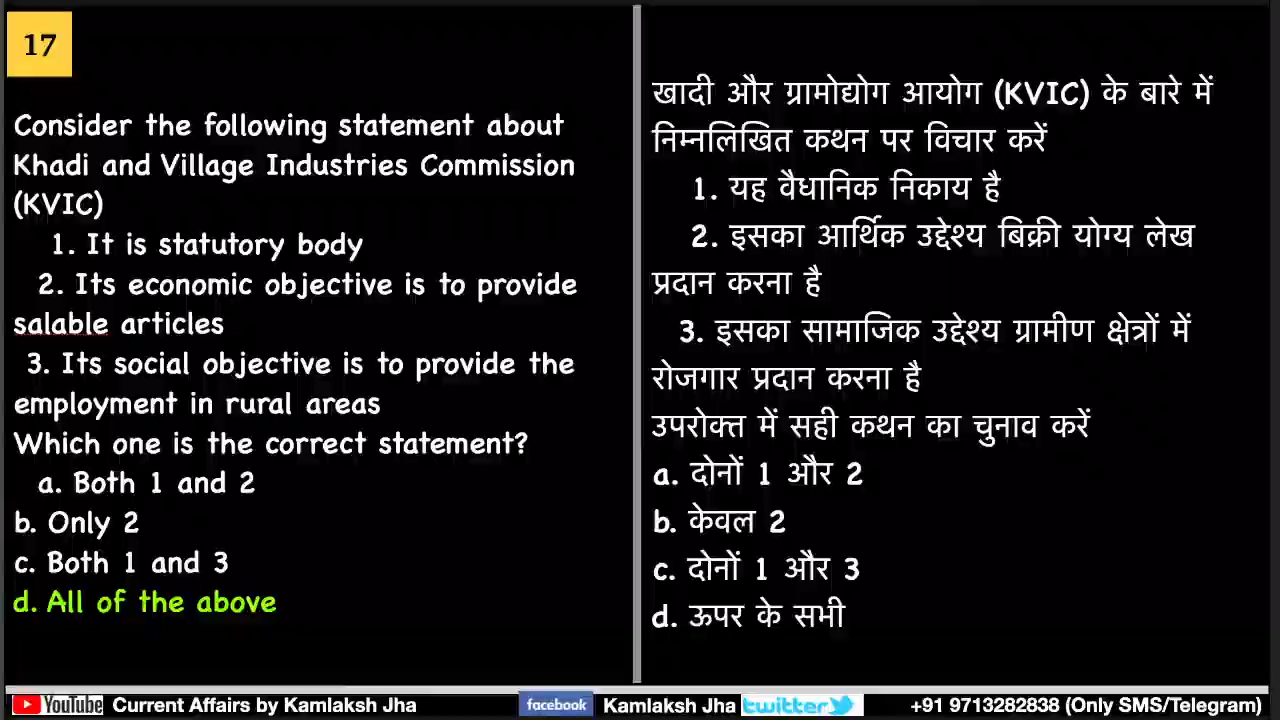 17
Consider the following statement about
Khadi and Village Industries Commission
(KVIC)
1. It is statutory body
2. Its economic objective is to provide
salable articles
3. Its social objective is to provide the
employment in rural areas
Which one is the correct statement?
a. Both 1 and 2
b. Only 2
c. Both 1 and 3
d. All of the above
खादी और ग्रामोद्योग आयोग (KVIC) के बारे में
निम्नलिखित कथन पर विचार करें
1. यह वैधानिक निकाय है
2. इसका आर्थिक उद्देश्य बिक्री योग्य लेख
प्रदान करना है
3. इसका सामाजिक उद्देश्य ग्रामीण क्षेत्रों में
रोजगार प्रदान करना है
उपरोक्त में सही कथन का चुनाव करें
a. दोनों 1 और 2
b. केवल 2
c. दोनों 1 और 3
d. ऊपर के सभी
YouTube Current Affairs by Kamlaksh Jha facebook Kamlaksh Jha twitter +91 9713282838 (Only SMS/Telegram)